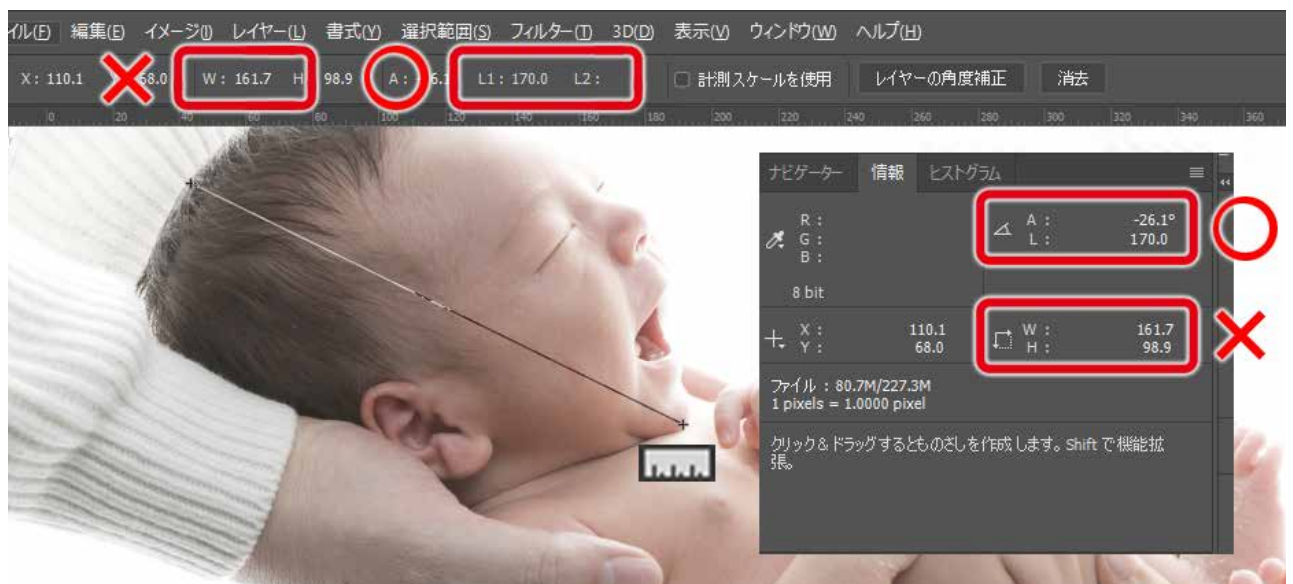 イル(F) 編集(E) イメージ(I) レイヤー(L) 書式(Y) 選択範囲(S) フィルター(T) 3D(D) 表示(V) ウィンドウ(W) ヘルプ(H)
X: 110.1 68.0 W: 161.7 H 98.9 A: 6.1 L1: 170.0 L2: 計測スケールを使用 レイヤーの角度補正 消去
0 20 40 60 80 100 120 140 160 180 200 220 240 260 280 300 320 340 360
ナビゲーター 情報 ヒストグラム
R: A: -26.1°
G: L: 170.0
B:
8 bit
X: 110.1 W: 161.7
Y: 68.0 H: 98.9
ファイル : 80.7M/227.3M
1 pixels = 1.0000 pixel
クリック & ドラッグするとものさしを作成します。Shift で機能拡
張。